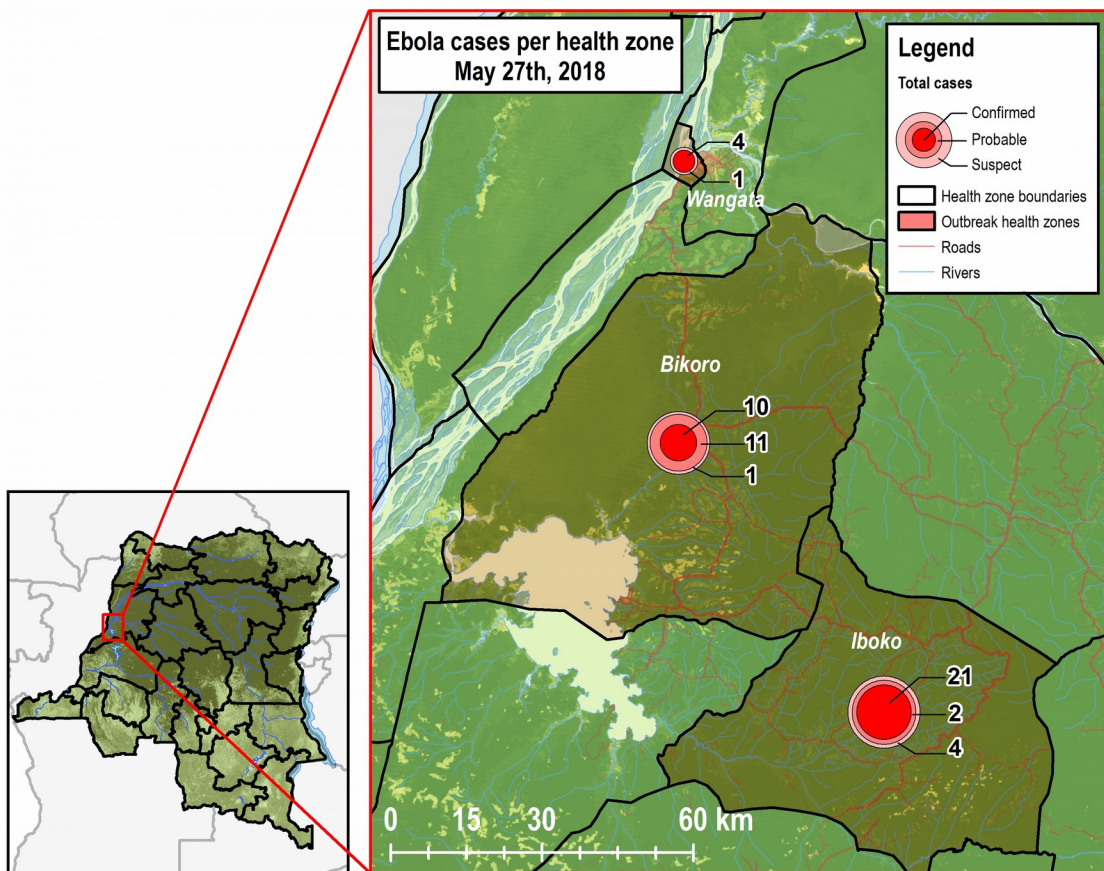 Ebola cases per health zone
May 27th, 2018
Legend
Total cases
Confirmed
Probable
Suspect
Health zone boundaries
Outbreak health zones
Roads
Rivers
4
1
Wangata
Bikoro
10
11
1
Iboko
21
2
4
0 15 30 60 km